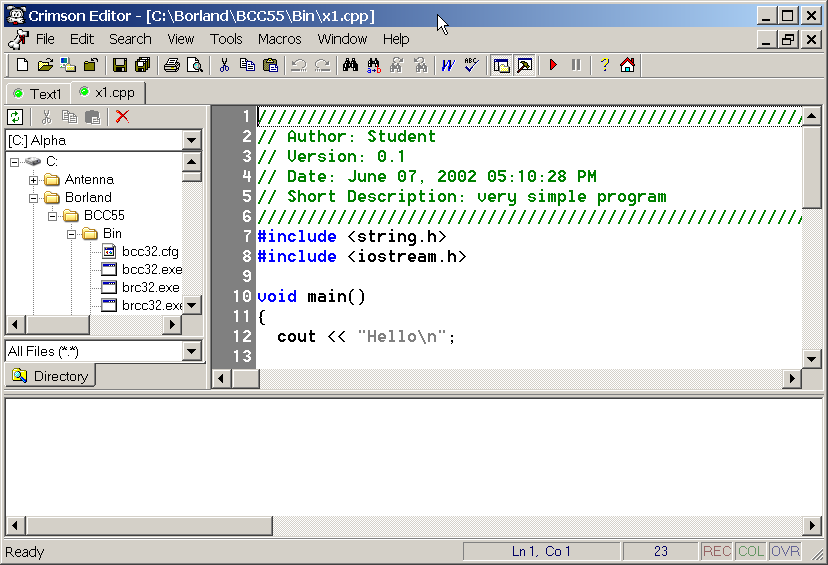 Crimson Editor - [C:\Borland\BCC55\Bin\x1.cpp]
File Edit Search View Tools Macros Window Help
Text1 x1.cpp
[C:] Alpha
C:
Antenna
Borland
BCC55
Bin
bcc32.cfg
bcc32.exe
brc32.exe
brcc32.exe
All Files (*.*)
Directory
1 //////////////////////////////////////////////////////
2 // Author: Student
3 // Version: 0.1
4 // Date: June 07, 2002 05:10:28 PM
5 // Short Description: very simple program
6 //////////////////////////////////////////////////////
7 #include <string.h>
8 #include <iostream.h>
9
10 void main()
11 {
12 cout << "Hello\n";
13
Ready
Ln 1, Co 1
23
REC COL OVR